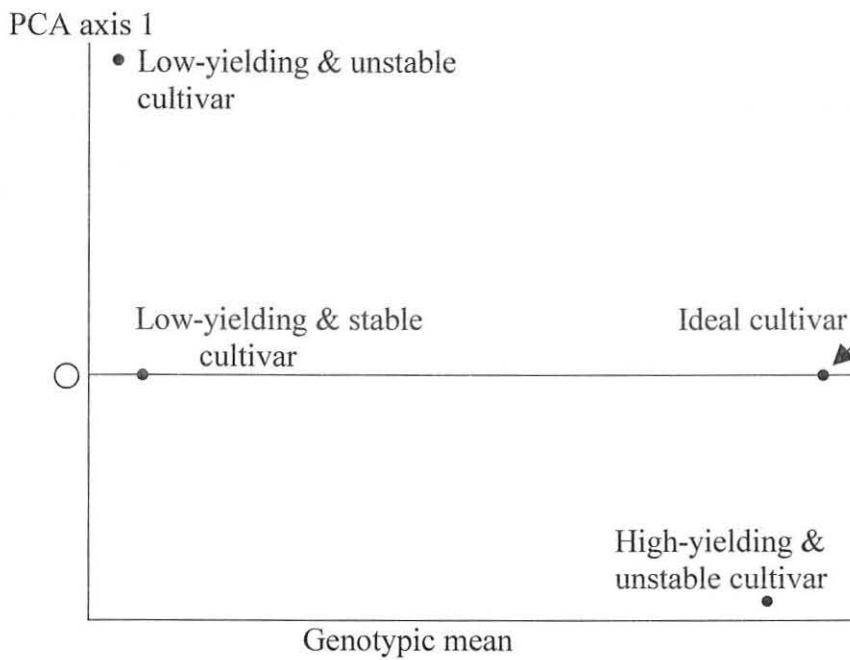 PCA axis 1
Low-yielding & unstable
cultivar
Low-yielding & stable
cultivar
Ideal cultivar
O
High-yielding &
unstable cultivar
Genotypic mean